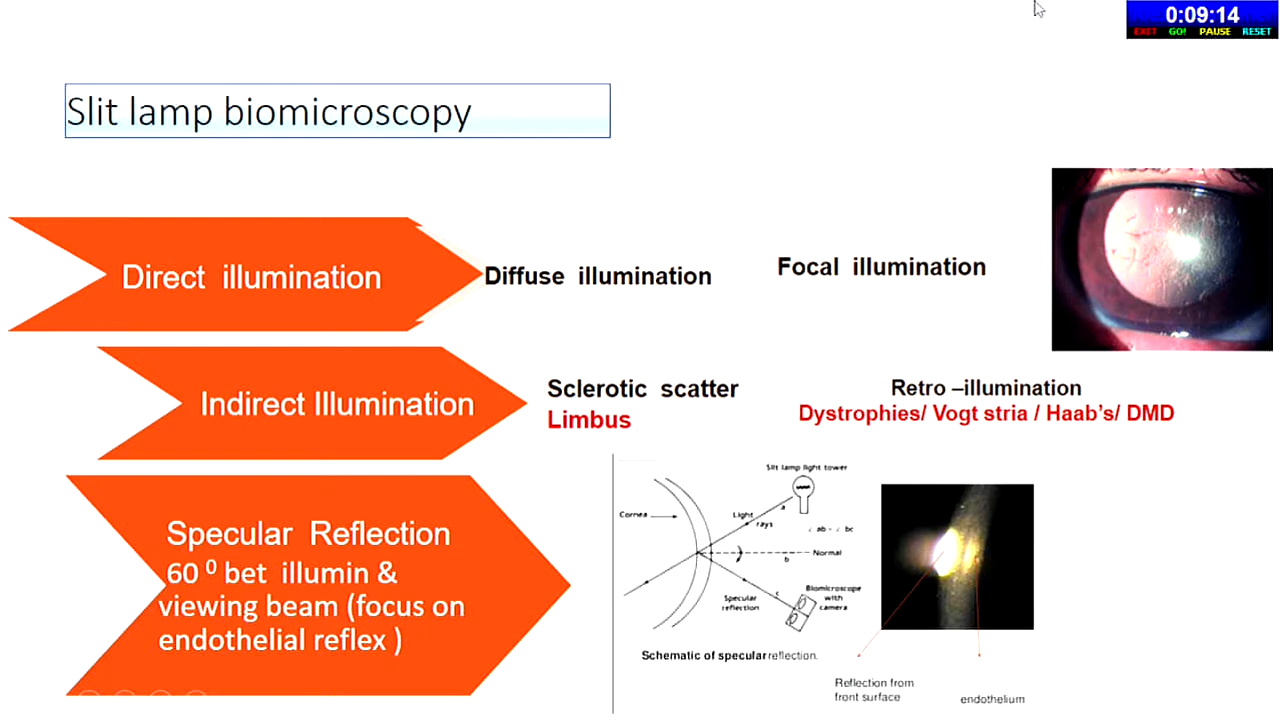 0:09:14
EXIT GO! PAUSE RESET
Slit lamp biomicroscopy
Direct illumination
Diffuse illumination
Focal illumination
Indirect Illumination
Sclerotic scatter
Limbus
Retro –illumination
Dystrophies/ Vogt stria / Haab's/ DMD
Specular Reflection
60 ⁰ bet illumin &
viewing beam (focus on
endothelial reflex )
Slit lamp light tower
Cornea
Light
rays
a
∠ ab = ∠ bc
Normal
b
Specular
reflection
c
Biomicroscope
with
camera
Schematic of specular reflection.
Reflection from
front surface
endothelium